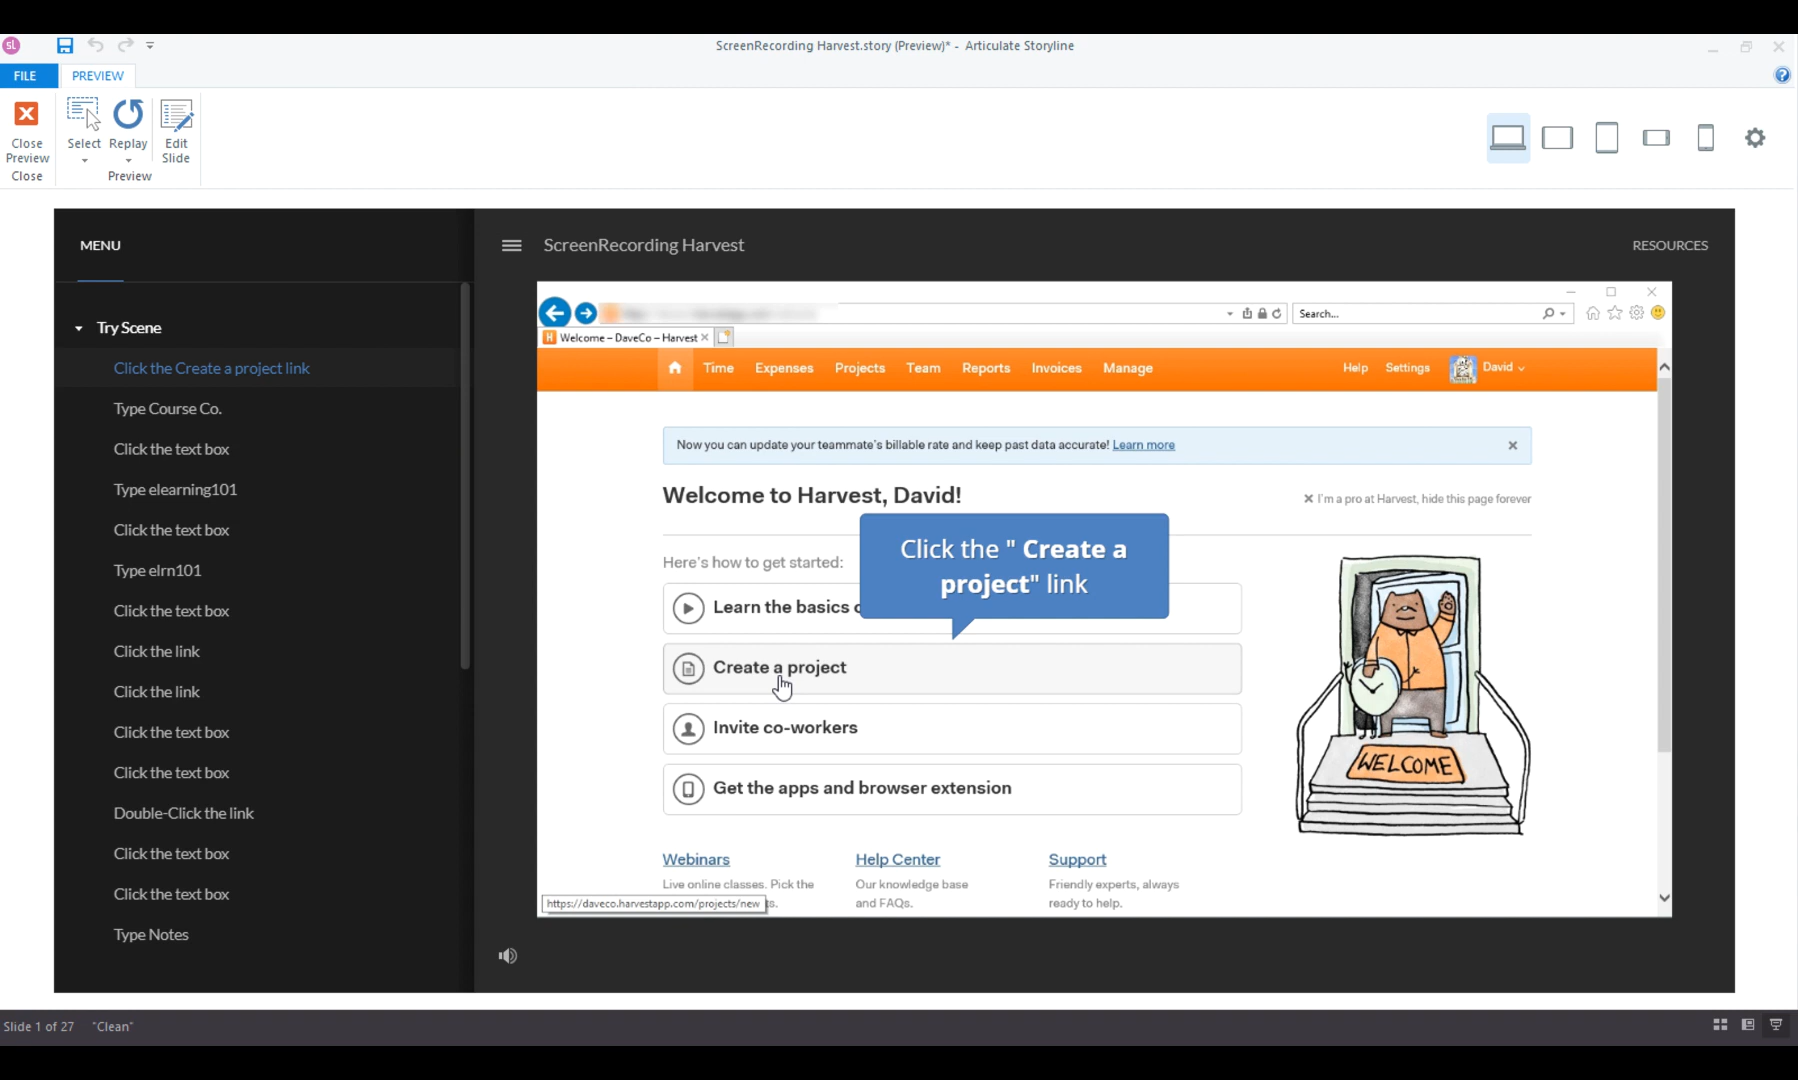 sL
ScreenRecording Harvest.story (Preview)* - Articulate Storyline
FILE
PREVIEW
Close
Preview
Select
Replay
Edit
Slide
Close
Preview
MENU
ScreenRecording Harvest
RESOURCES
Try Scene
Click the Create a project link
Type Course Co.
Click the text box
Type elearning101
Click the text box
Type elrn101
Click the text box
Click the link
Click the link
Click the text box
Click the text box
Double-Click the link
Click the text box
Click the text box
Type Notes
Search...
H Welcome – DaveCo – Harvest
Time Expenses Projects Team Reports Invoices Manage
Help Settings David
Now you can update your teammate's billable rate and keep past data accurate! Learn more
Welcome to Harvest, David!
I'm a pro at Harvest, hide this page forever
Click the " Create a
project" link
Here's how to get started:
Learn the basics
Create a project
Invite co-workers
Get the apps and browser extension
WELCOME
Webinars
Live online classes. Pick the
https://daveco.harvestapp.com/projects/new
Help Center
Our knowledge base
and FAQs.
Support
Friendly experts, always
ready to help.
Slide 1 of 27 "Clean"